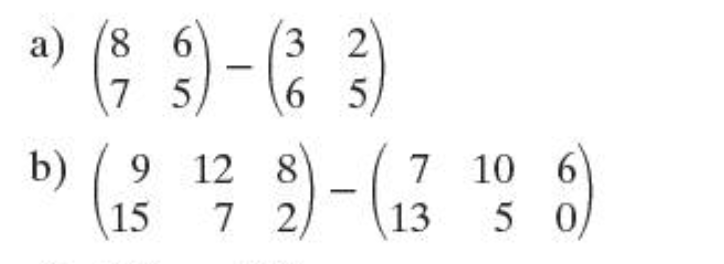 a) (8 6) - (3 2)
(7 5) (6 5)
b) (9 12 8) - (7 10 6)
(15 7 2) (13 5 0)